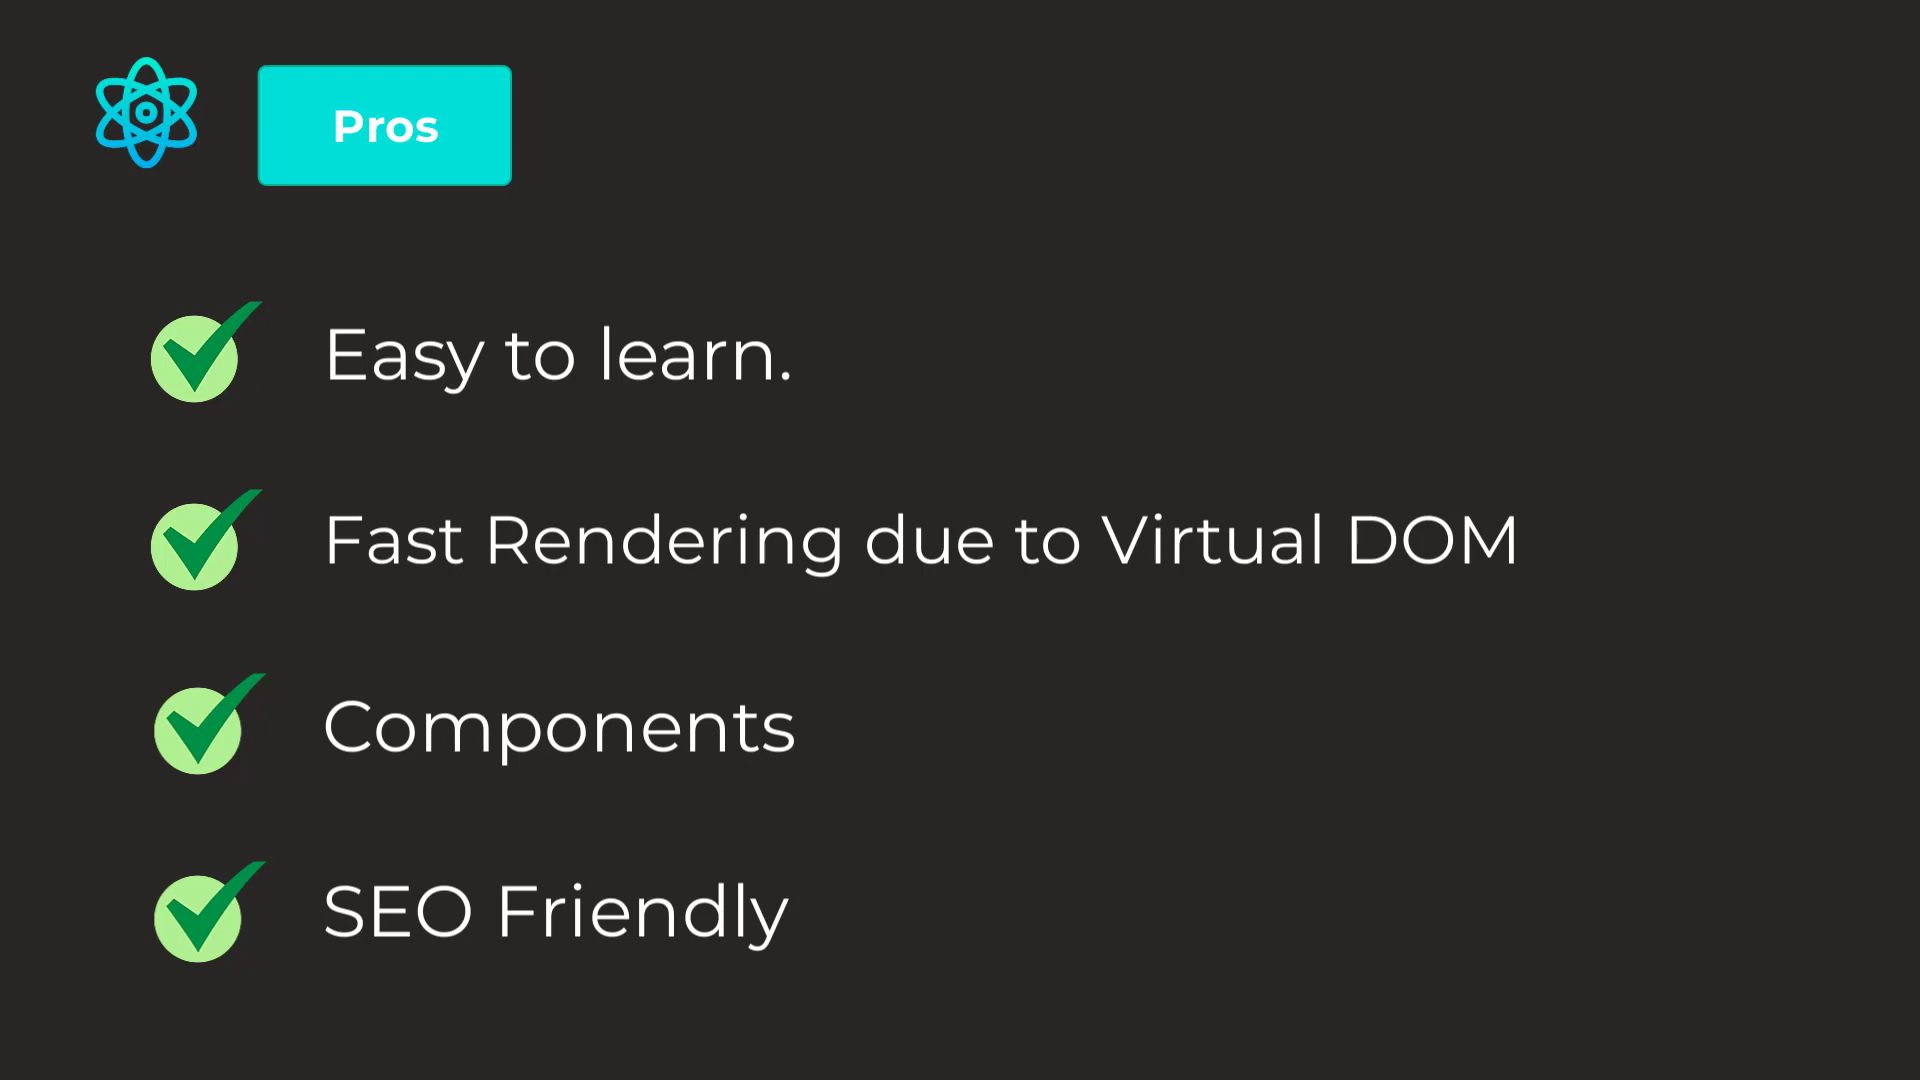 Pros
Easy to learn.
Fast Rendering due to Virtual DOM
Components
SEO Friendly